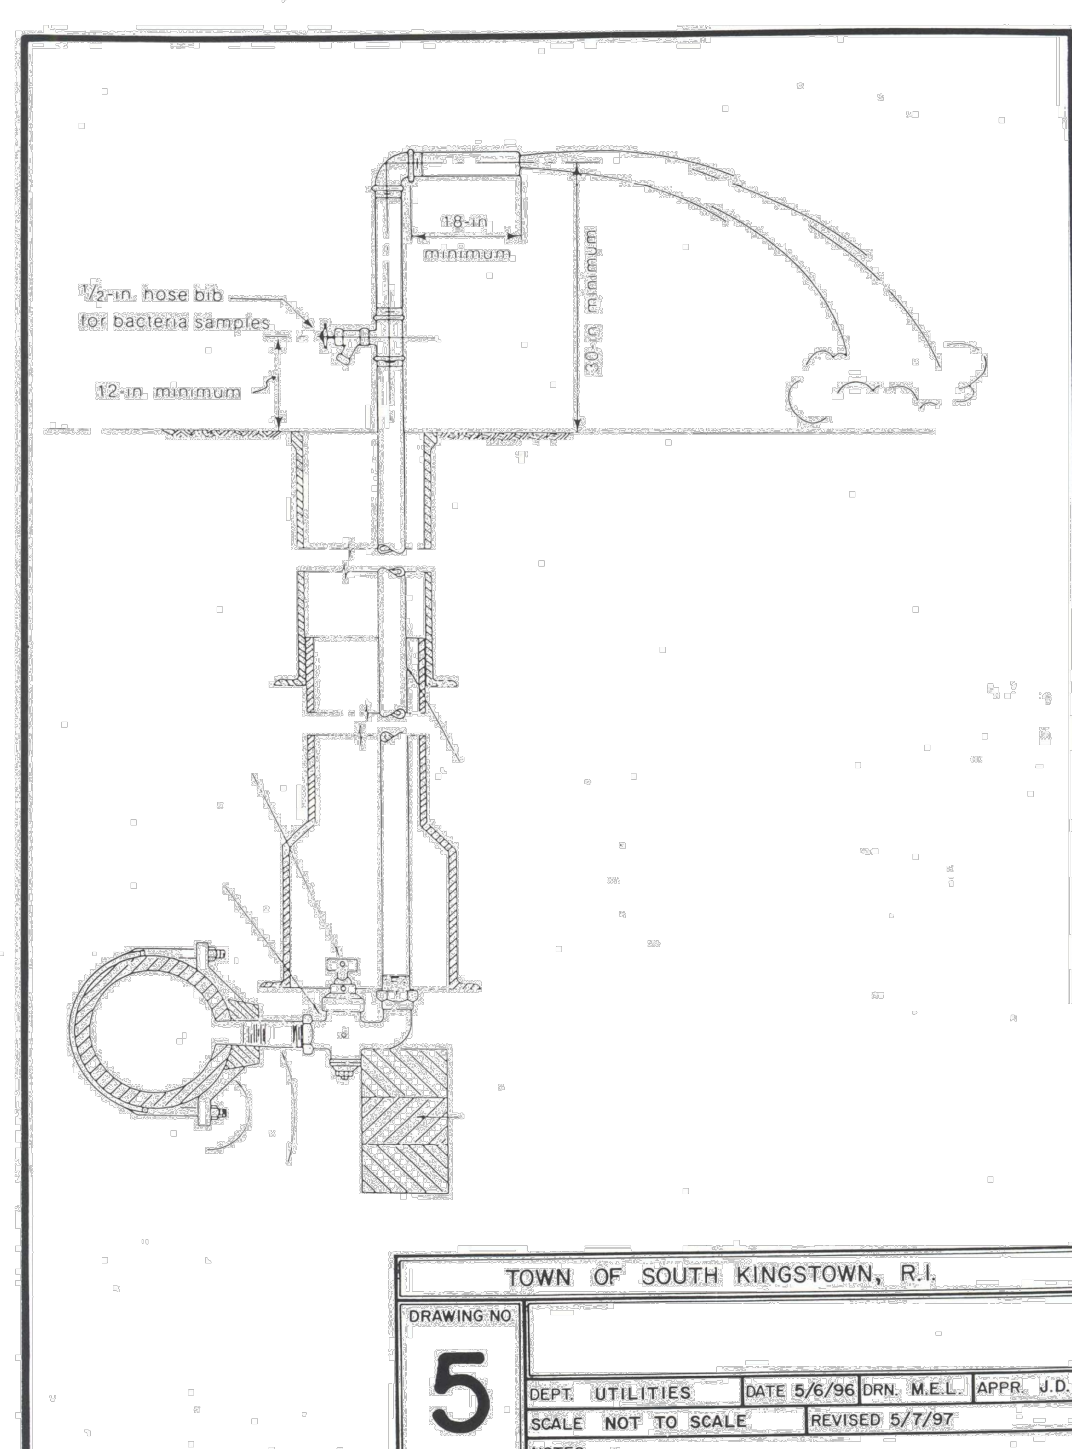 18-in
minimum
30-in minimum
1/2-in hose bib
for bacteria samples
12-in minimum
TOWN OF SOUTH KINGSTOWN, R.I.
DRAWING NO.
5
DEPT. UTILITIES
DATE 5/6/96
DRN. M.E.L.
APPR. J.D.
SCALE NOT TO SCALE
REVISED 5/7/97